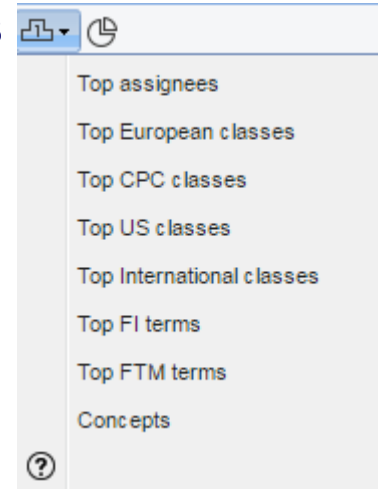 Top assignees
Top European classes
Top CPC classes
Top US classes
Top International classes
Top FI terms
Top FTM terms
Concepts